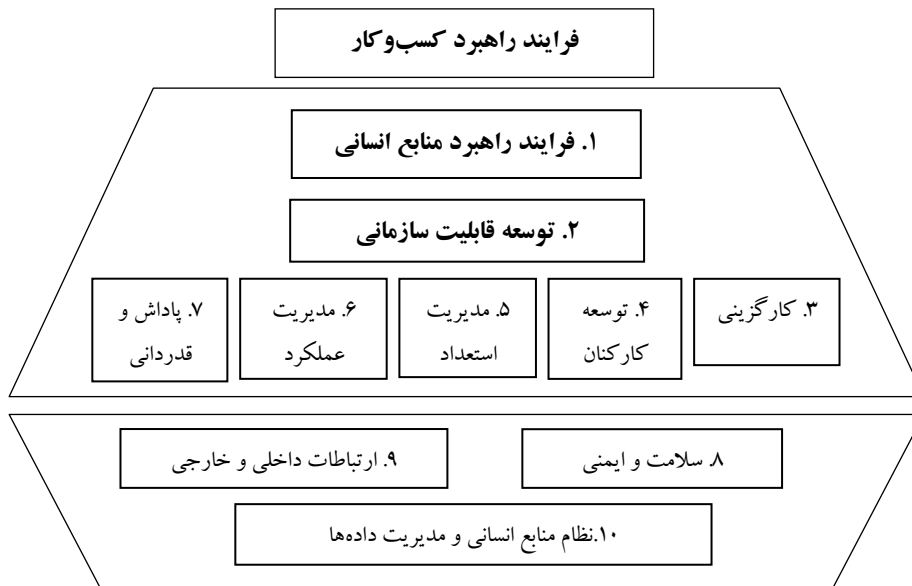 فرایند راهبرد کسب‌وکار
۱. فرایند راهبرد منابع انسانی
۲. توسعه قابلیت سازمانی
۳. کارگزینی
۴. توسعه
کارکنان
۵. مدیریت
استعداد
۶. مدیریت
عملکرد
۷. پاداش و
قدردانی
۸. سلامت و ایمنی
۹. ارتباطات داخلی و خارجی
۱۰.نظام منابع انسانی و مدیریت داده‌ها